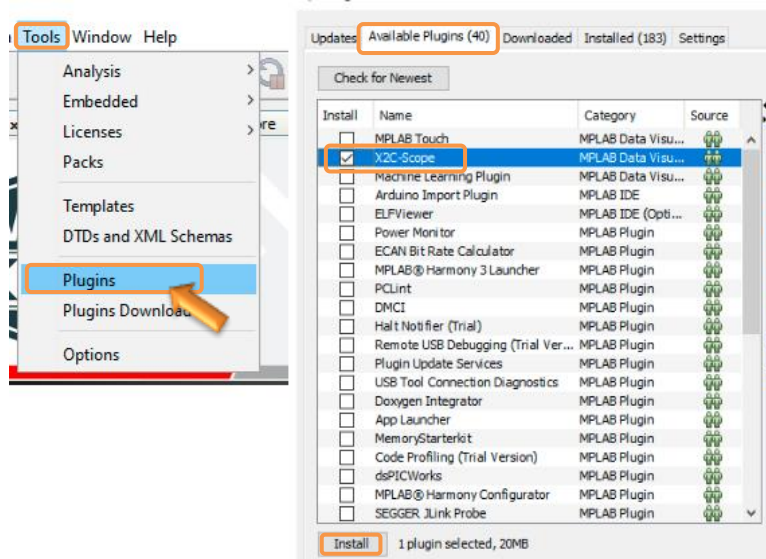 Tools Window Help
Analysis
Embedded
Licenses
Packs
Templates
DTDs and XML Schemas
Plugins
Plugins Download
Options
Updates Available Plugins (40) Downloaded Installed (183) Settings
Check for Newest
Install Name Category Source
MPLAB Touch MPLAB Data Visu...
X2C-Scope MPLAB Data Visu...
Machine Learning Plugin MPLAB Data Visu...
Arduino Import Plugin MPLAB IDE
ELFViewer MPLAB IDE (Opti...
Power Monitor MPLAB Plugin
ECAN Bit Rate Calculator MPLAB Plugin
MPLAB® Harmony 3 Launcher MPLAB Plugin
PCLint MPLAB Plugin
DMCI MPLAB Plugin
Halt Notifier (Trial) MPLAB Plugin
Remote USB Debugging (Trial Ver... MPLAB Plugin
Plugin Update Services MPLAB Plugin
USB Tool Connection Diagnostics MPLAB Plugin
Doxygen Integrator MPLAB Plugin
App Launcher MPLAB Plugin
MemoryStarterkit MPLAB Plugin
Code Profiling (Trial Version) MPLAB Plugin
dsPICWorks MPLAB Plugin
MPLAB® Harmony Configurator MPLAB Plugin
SEGGER JLink Probe MPLAB Plugin
Install 1 plugin selected, 20MB